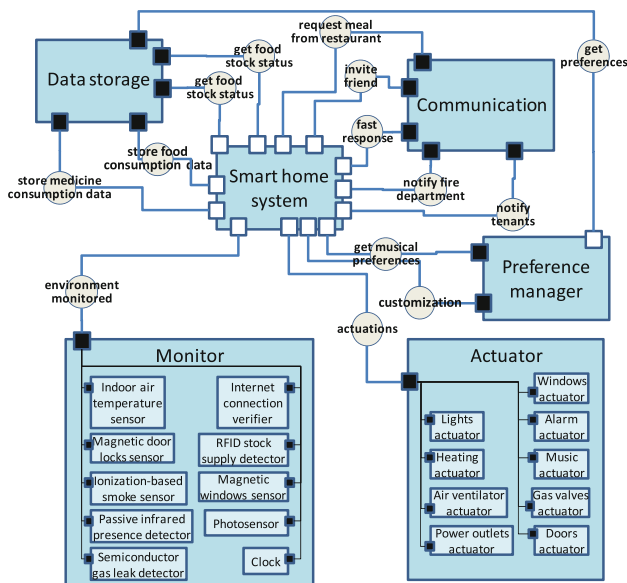 request meal
from restaurant
get
preferences
get food
stock status
Data storage
get food
stock status
invite
friend
Communication
fast
response
store food
consumption data
Smart home
system
store medicine
consumption data
notify fire
department
notify
tenants
get musical
preferences
Preference
manager
environment
monitored
customization
actuations
Monitor
Indoor air
temperature
sensor
Internet
connection
verifier
Magnetic door
locks sensor
RFID stock
supply detector
Ionization-based
smoke sensor
Magnetic
windows sensor
Passive infrared
presence detector
Photosensor
Semiconductor
gas leak detector
Clock
Actuator
Windows
actuator
Lights
actuator
Alarm
actuator
Heating
actuator
Music
actuator
Air ventilator
actuator
Gas valves
actuator
Power outlets
actuator
Doors
actuator